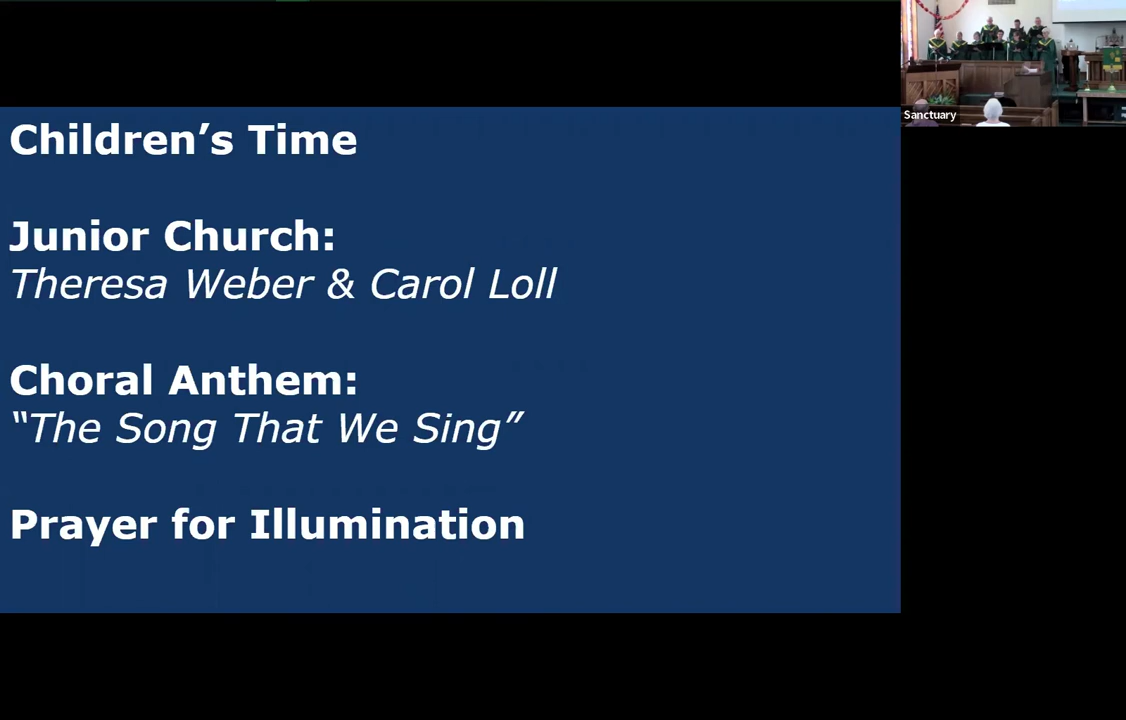 Children’s Time
Junior Church:
Theresa Weber & Carol Loll
Choral Anthem:
“The Song That We Sing”
Prayer for Illumination
Sanctuary